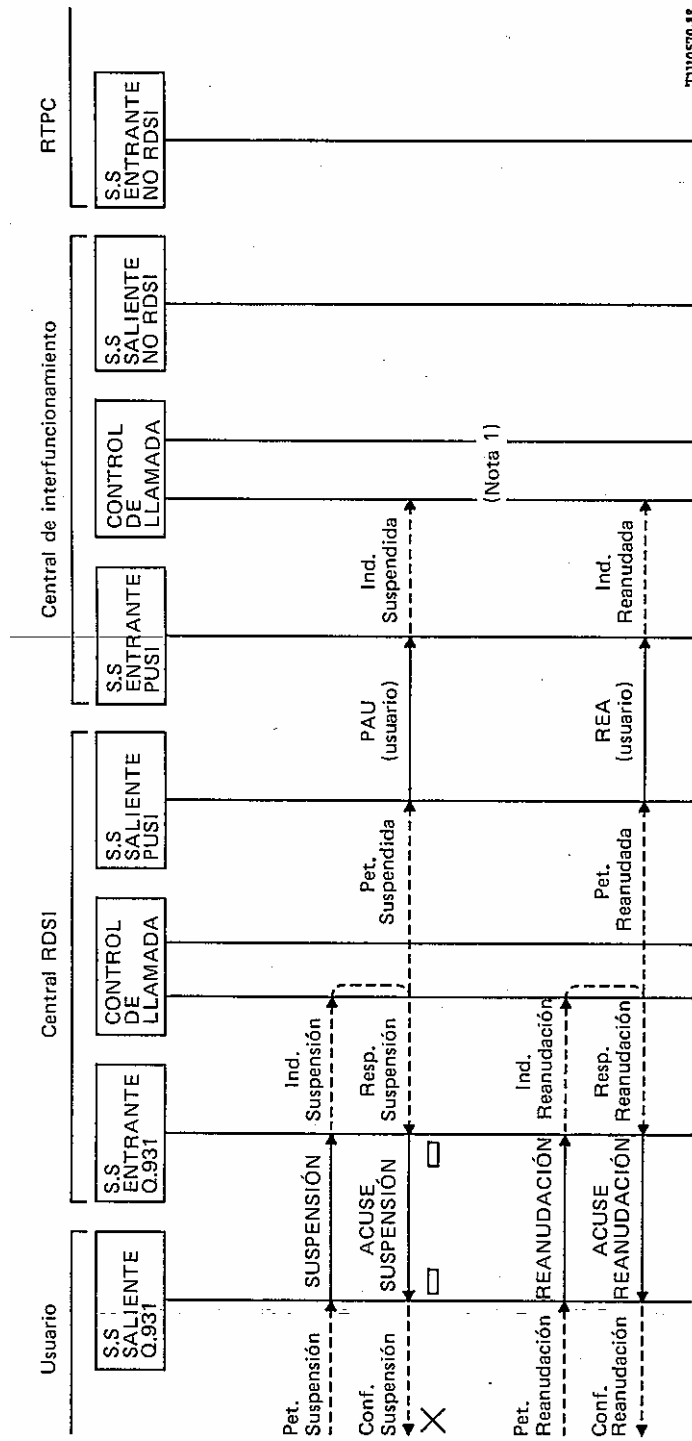 Usuario
Central RDSI
Central de interfuncionamiento
RTPC
S.S
SALIENTE
Q.931
S.S
ENTRANTE
Q.931
CONTROL
DE
LLAMADA
S.S
SALIENTE
PUSI
S.S
ENTRANTE
PUSI
CONTROL
DE
LLAMADA
S.S
SALIENTE
NO RDSI
S.S
ENTRANTE
NO RDSI
Pet.
Suspensión
SUSPENSIÓN
Ind.
Suspensión
Conf.
Suspensión
ACUSE
SUSPENSIÓN
Resp.
Suspensión
Pet.
Suspendida
PAU
(usuario)
Ind.
Suspendida
(Nota 1)
Pet.
Reanudación
REANUDACIÓN
Ind.
Reanudación
Conf.
Reanudación
ACUSE
REANUDACIÓN
Resp.
Reanudación
Pet.
Reanudada
REA
(usuario)
Ind.
Reanudada